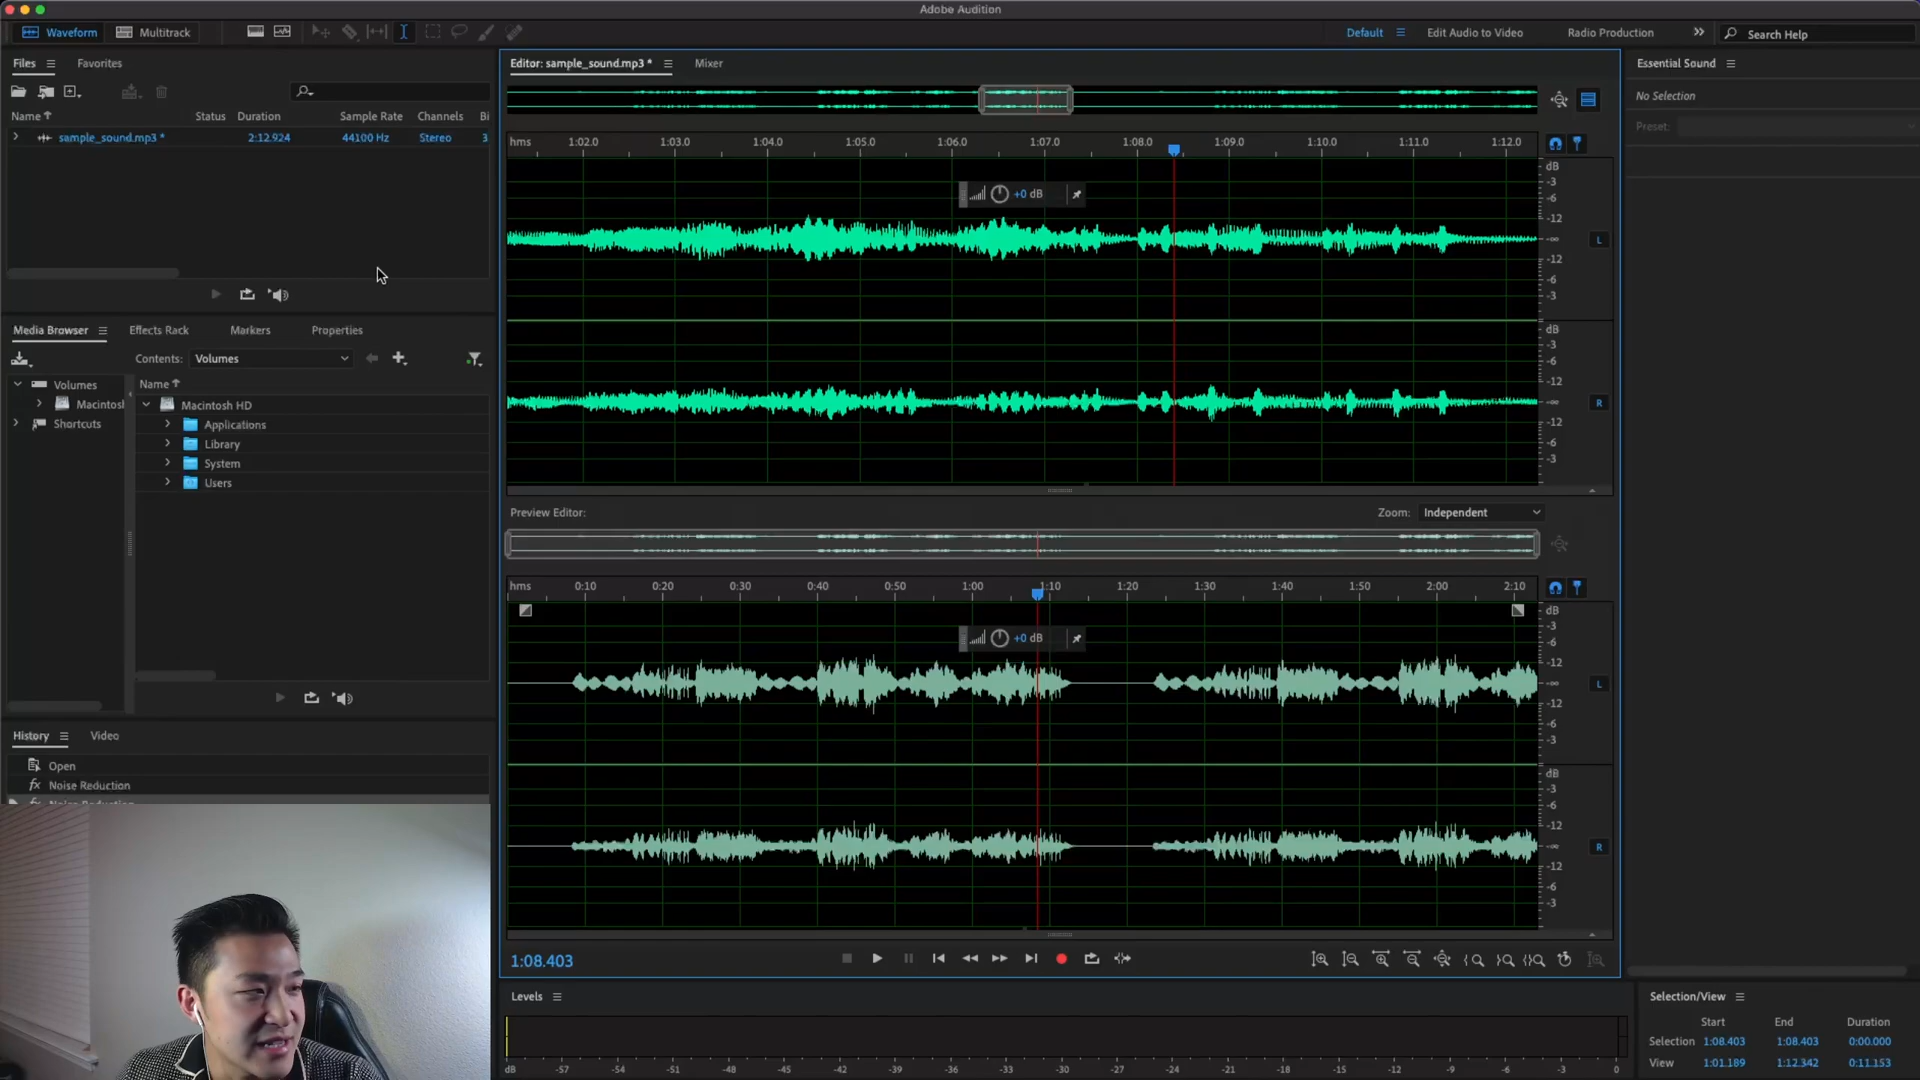 Adobe Audition
Waveform Multitrack
Default Edit Audio to Video Radio Production Search Help
Files Favorites
Name Status Duration Sample Rate Channels Bi
sample_sound.mp3 * 2:12.924 44100 Hz Stereo 3
Media Browser Effects Rack Markers Properties
Contents: Volumes
Name
Volumes
Macintosh
Shortcuts
Macintosh HD
Applications
Library
System
Users
History Video
Open
Noise Reduction
Noise Reduction
Editor: sample_sound.mp3 * Mixer
hms 1:02.0 1:03.0 1:04.0 1:05.0 1:06.0 1:07.0 1:08.0 1:09.0 1:10.0 1:11.0 1:12.0
+0 dB
dB
-3
-6
-12
-∞
-12
-6
-3
L
dB
-3
-6
-12
-∞
-12
-6
-3
R
Preview Editor: Zoom: Independent
hms 0:10 0:20 0:30 0:40 0:50 1:00 1:10 1:20 1:30 1:40 1:50 2:00 2:10
+0 dB
dB
-3
-6
-12
-∞
-12
-6
-3
L
dB
-3
-6
-12
-∞
-12
-6
-3
R
1:08.403
Levels
dB -57 -54 -51 -48 -45 -42 -39 -36 -33 -30 -27 -24 -21 -18 -15 -12 -9 -6 -3 0
Essential Sound
No Selection
Preset:
Selection/View
Start End Duration
Selection 1:08.403 1:08.403 0:00.000
View 1:01.189 1:12.342 0:11.153